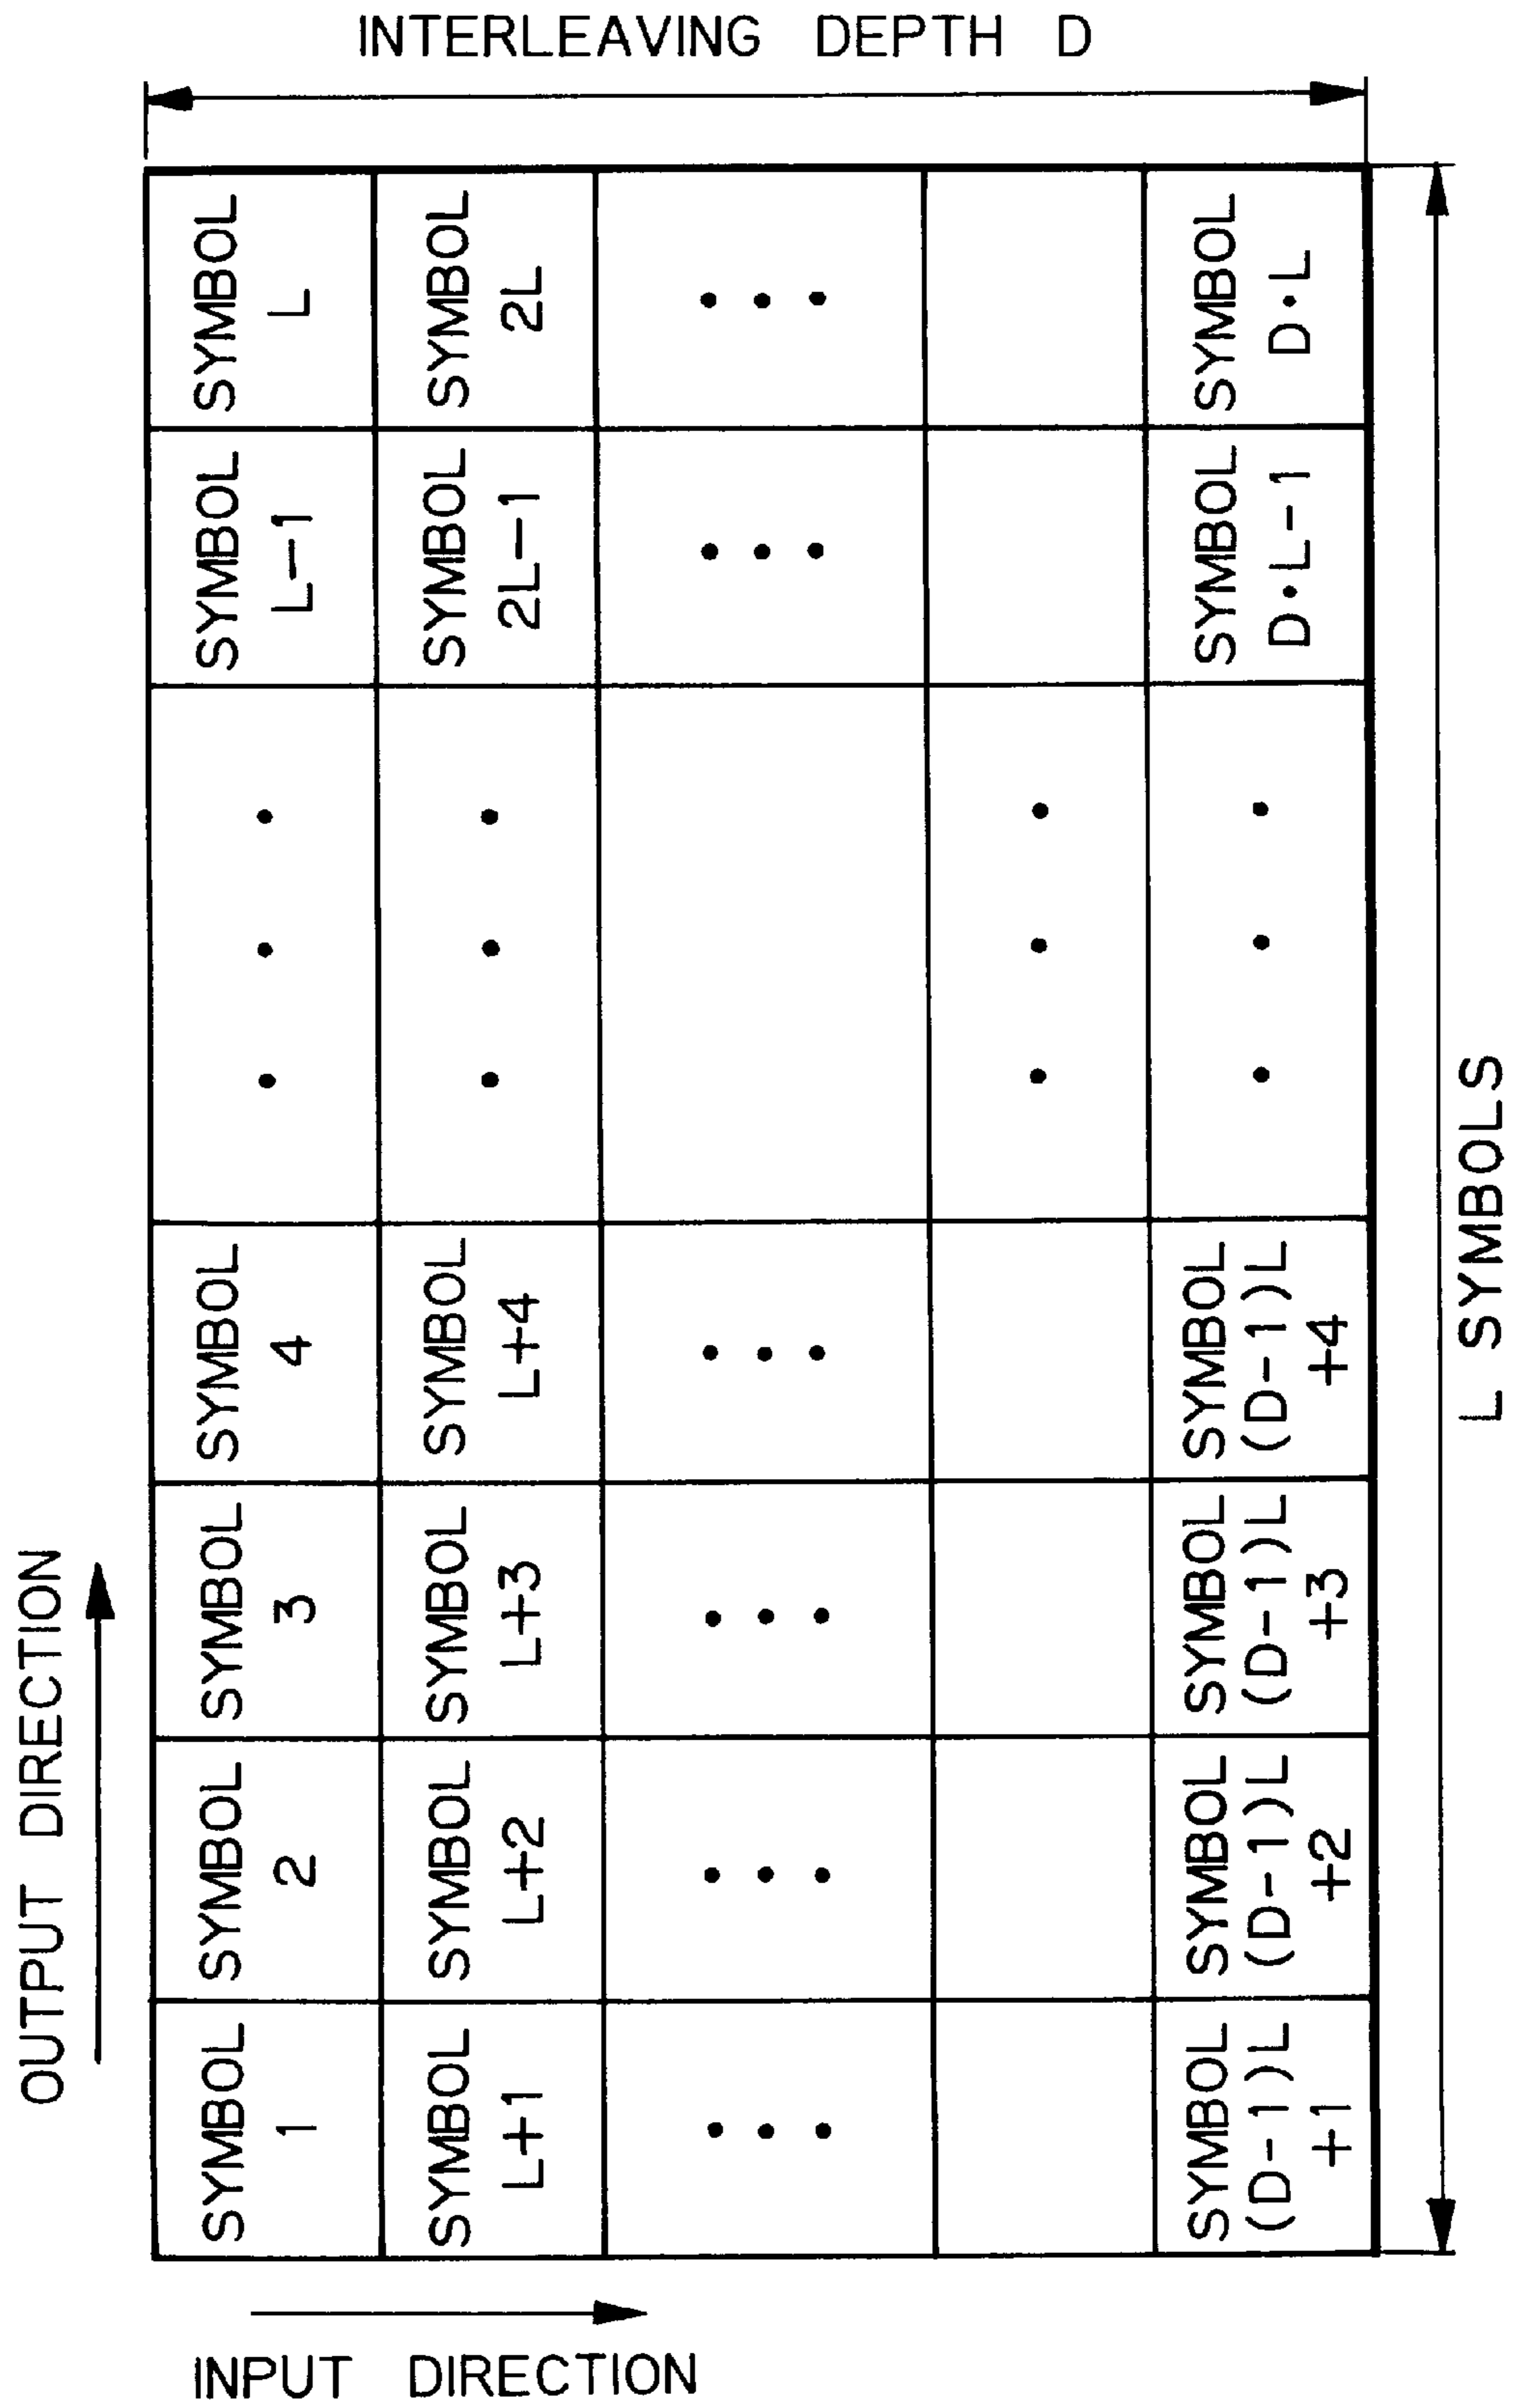 INTERLEAVING DEPTH D
OUTPUT DIRECTION
SYMBOL
1
SYMBOL
2
SYMBOL
3
SYMBOL
4
SYMBOL
L-1
SYMBOL
L
SYMBOL
L+1
SYMBOL
L+2
SYMBOL
L+3
SYMBOL
L+4
SYMBOL
2L-1
SYMBOL
2L
SYMBOL
(D-1)L
+1
SYMBOL
(D-1)L
+2
SYMBOL
(D-1)L
+3
SYMBOL
(D-1)L
+4
SYMBOL
D•L-1
SYMBOL
D•L
L SYMBOLS
INPUT DIRECTION